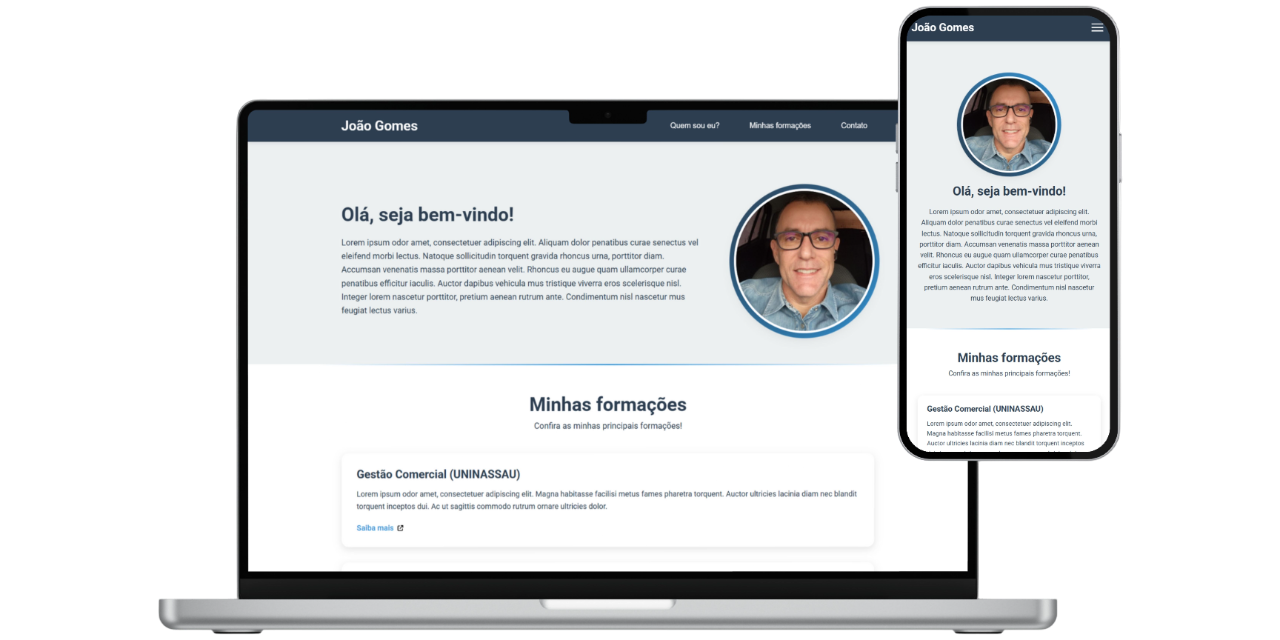 João Gomes
Quem sou eu?
Minhas formações
Contato
Olá, seja bem-vindo!
Lorem ipsum odor amet, consectetuer adipiscing elit. Aliquam dolor penatibus curae senectus vel
eleifend morbi lectus. Natoque sollicitudin torquent gravida rhoncus urna, porttitor diam.
Accumsan venenatis massa porttitor aenean velit. Rhoncus eu augue quam ullamcorper curae
penatibus efficitur iaculis. Auctor dapibus vehicula mus tristique viverra eros scelerisque nisl.
Integer lorem nascetur porttitor, pretium aenean rutrum ante. Condimentum nisl nascetur mus
feugiat lectus varius.
Minhas formações
Confira as minhas principais formações!
Gestão Comercial (UNINASSAU)
Lorem ipsum odor amet, consectetuer adipiscing elit. Magna habitasse facilisi metus fames pharetra torquent. Auctor ultricies lacinia diam nec blandit
torquent inceptos dui. Ac ut sagittis commodo rutrum ornare ultricies dolor.
Saiba mais
João Gomes
Olá, seja bem-vindo!
Lorem ipsum odor amet, consectetuer adipiscing elit.
Aliquam dolor penatibus curae senectus vel eleifend morbi
lectus. Natoque sollicitudin torquent gravida rhoncus urna,
porttitor diam. Accumsan venenatis massa porttitor aenean
velit. Rhoncus eu augue quam ullamcorper curae penatibus
efficitur iaculis. Auctor dapibus vehicula mus tristique viverra
eros scelerisque nisl. Integer lorem nascetur porttitor,
pretium aenean rutrum ante. Condimentum nisl nascetur
mus feugiat lectus varius.
Minhas formações
Confira as minhas principais formações!
Gestão Comercial (UNINASSAU)
Lorem ipsum odor amet, consectetuer adipiscing elit.
Magna habitasse facilisi metus fames pharetra torquent.
Auctor ultricies lacinia diam nec blandit torquent inceptos